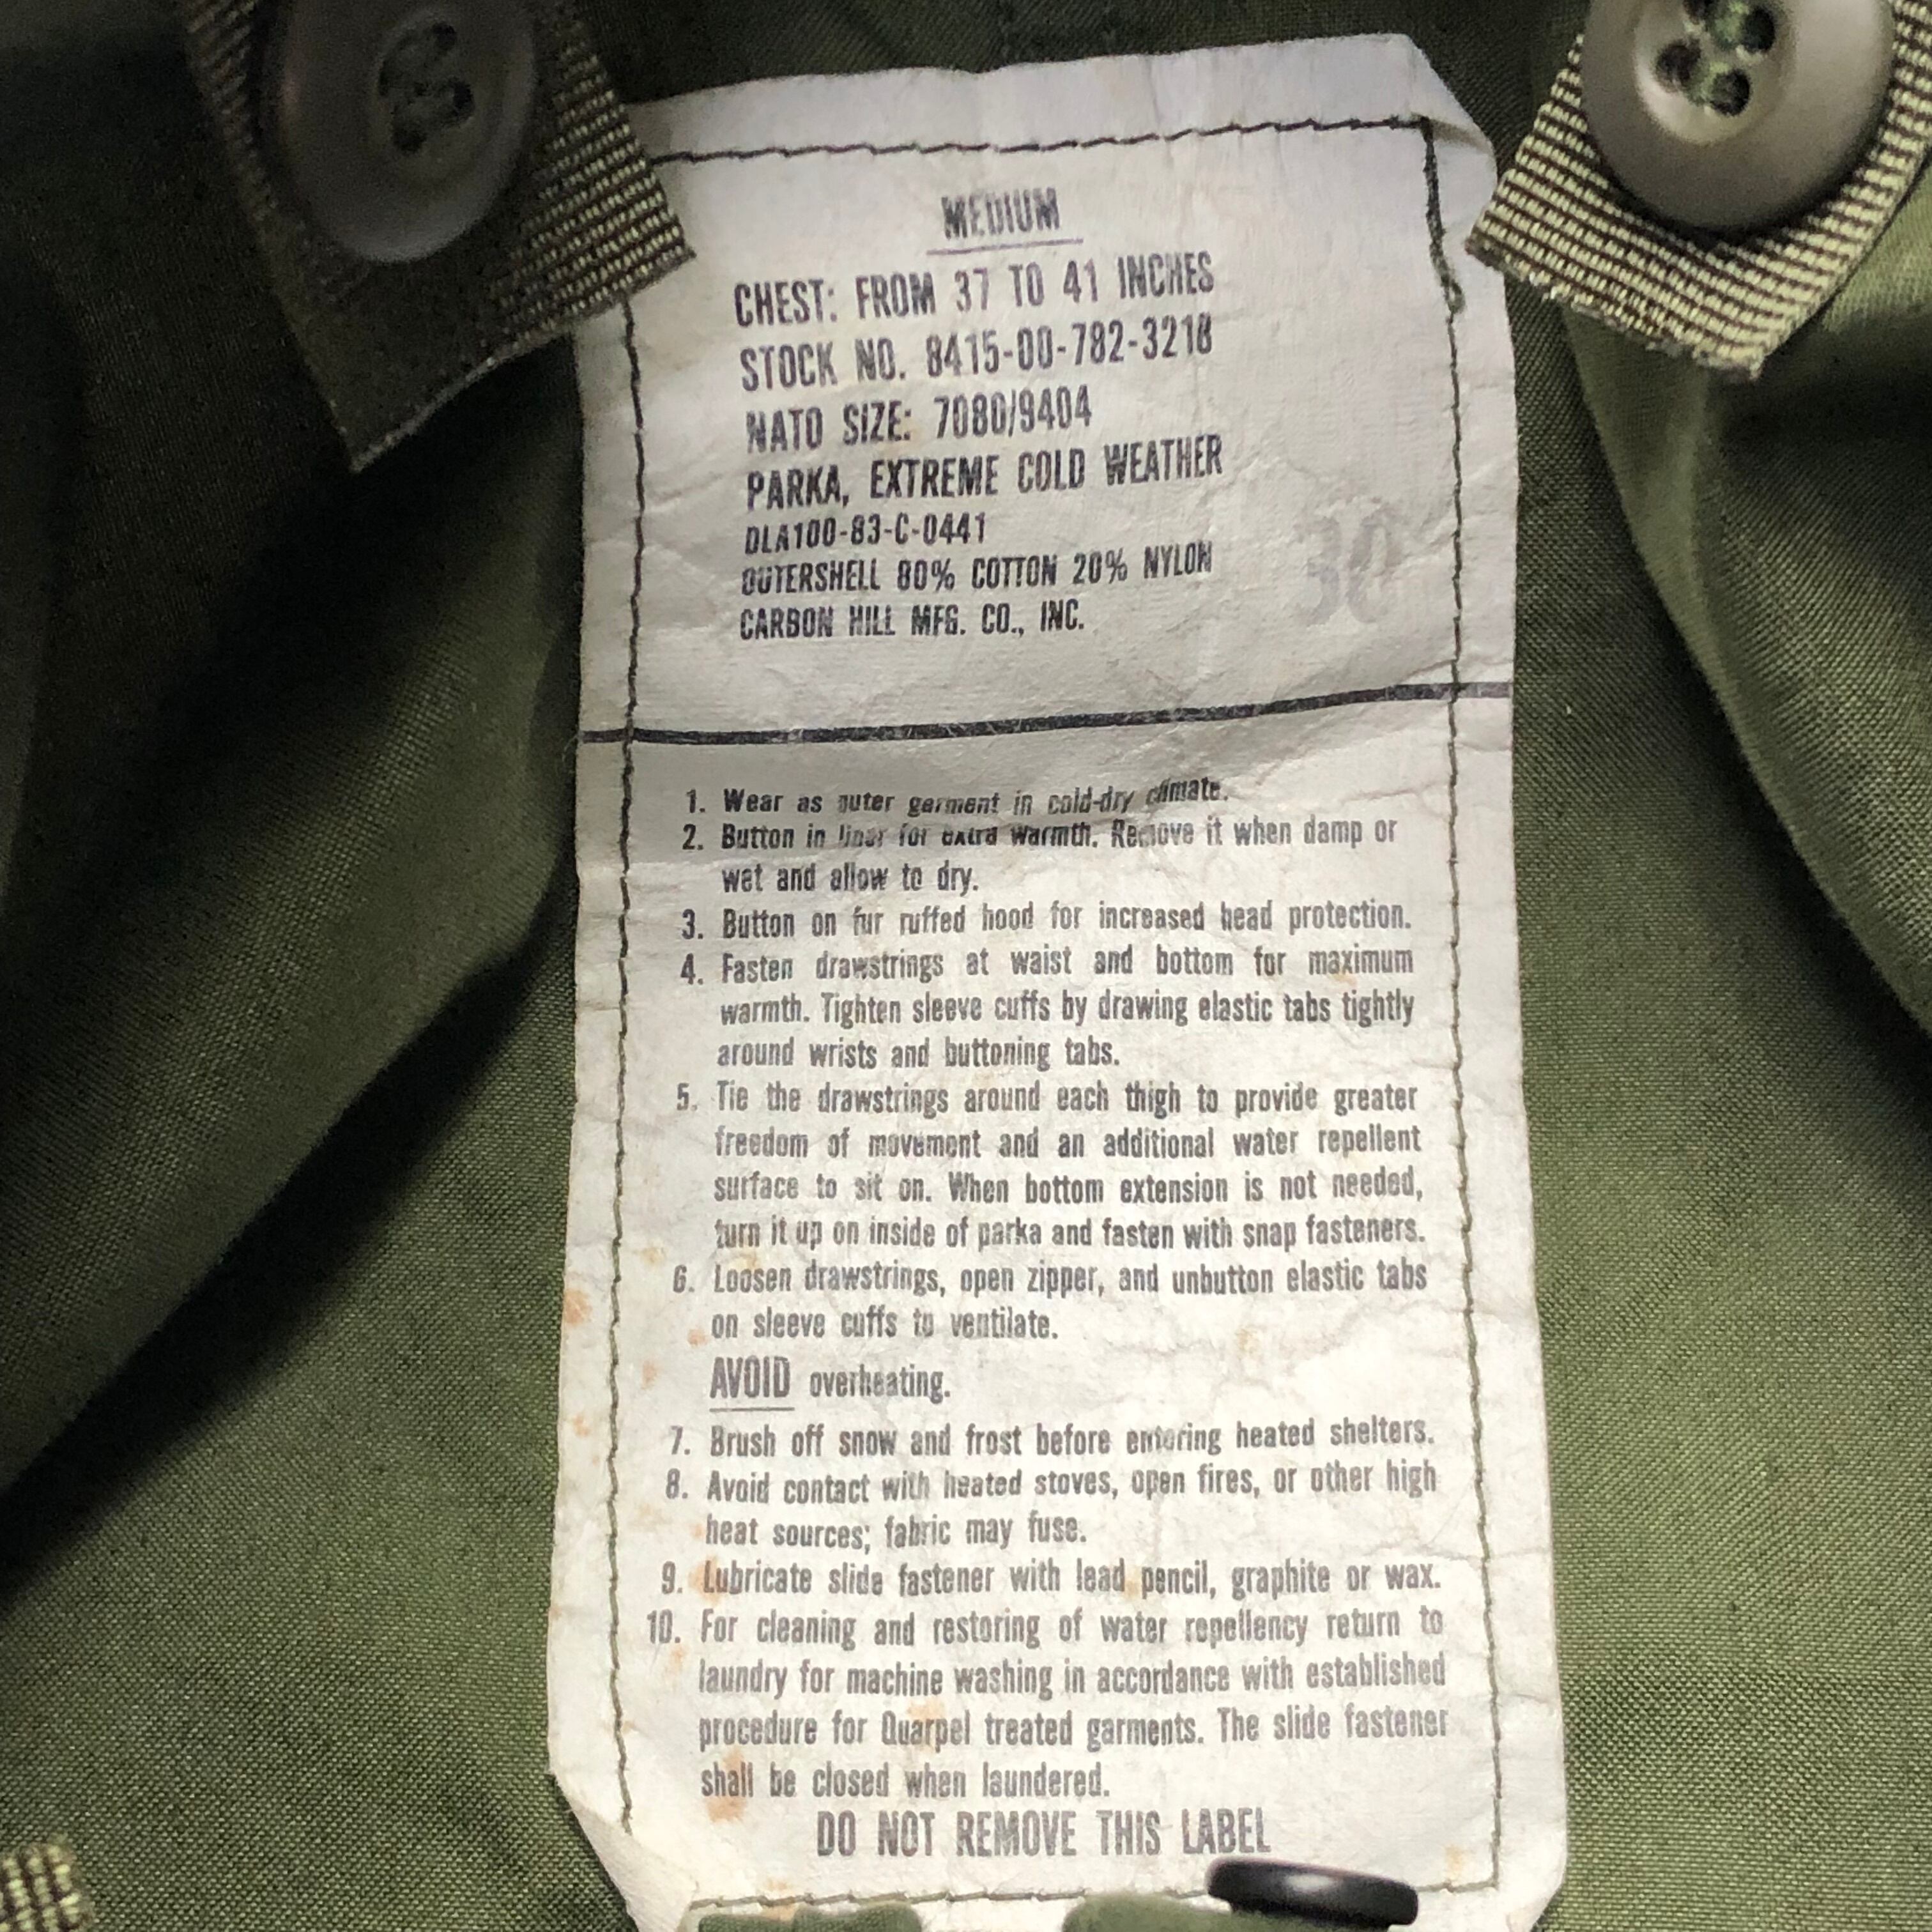 MEDIUM
CHEST: FROM 37 TO 41 INCHES
STOCK NO. 8415-00-782-3218
NATO SIZE: 7080/9404
PARKA, EXTREME COLD WEATHER
DLA100-83-C-0441
OUTERSHELL 80% COTTON 20% NYLON
CARBON HILL MFG. CO., INC.
30
1. Wear as outer garment in cold-dry climate.
2. Button in liner for extra warmth. Remove it when damp or
wet and allow to dry.
3. Button on fur ruffed hood for increased head protection.
4. Fasten drawstrings at waist and bottom for maximum
warmth. Tighten sleeve cuffs by drawing elastic tabs tightly
around wrists and buttoning tabs.
5. Tie the drawstrings around each thigh to provide greater
freedom of movement and an additional water repellent
surface to sit on. When bottom extension is not needed,
turn it up on inside of parka and fasten with snap fasteners.
6. Loosen drawstrings, open zipper, and unbutton elastic tabs
on sleeve cuffs to ventilate.
AVOID overheating.
7. Brush off snow and frost before entering heated shelters.
8. Avoid contact with heated stoves, open fires, or other high
heat sources; fabric may fuse.
9. Lubricate slide fastener with lead pencil, graphite or wax.
10. For cleaning and restoring of water repellency return to
laundry for machine washing in accordance with established
procedure for Quarpel treated garments. The slide fastener
shall be closed when laundered.
DO NOT REMOVE THIS LABEL